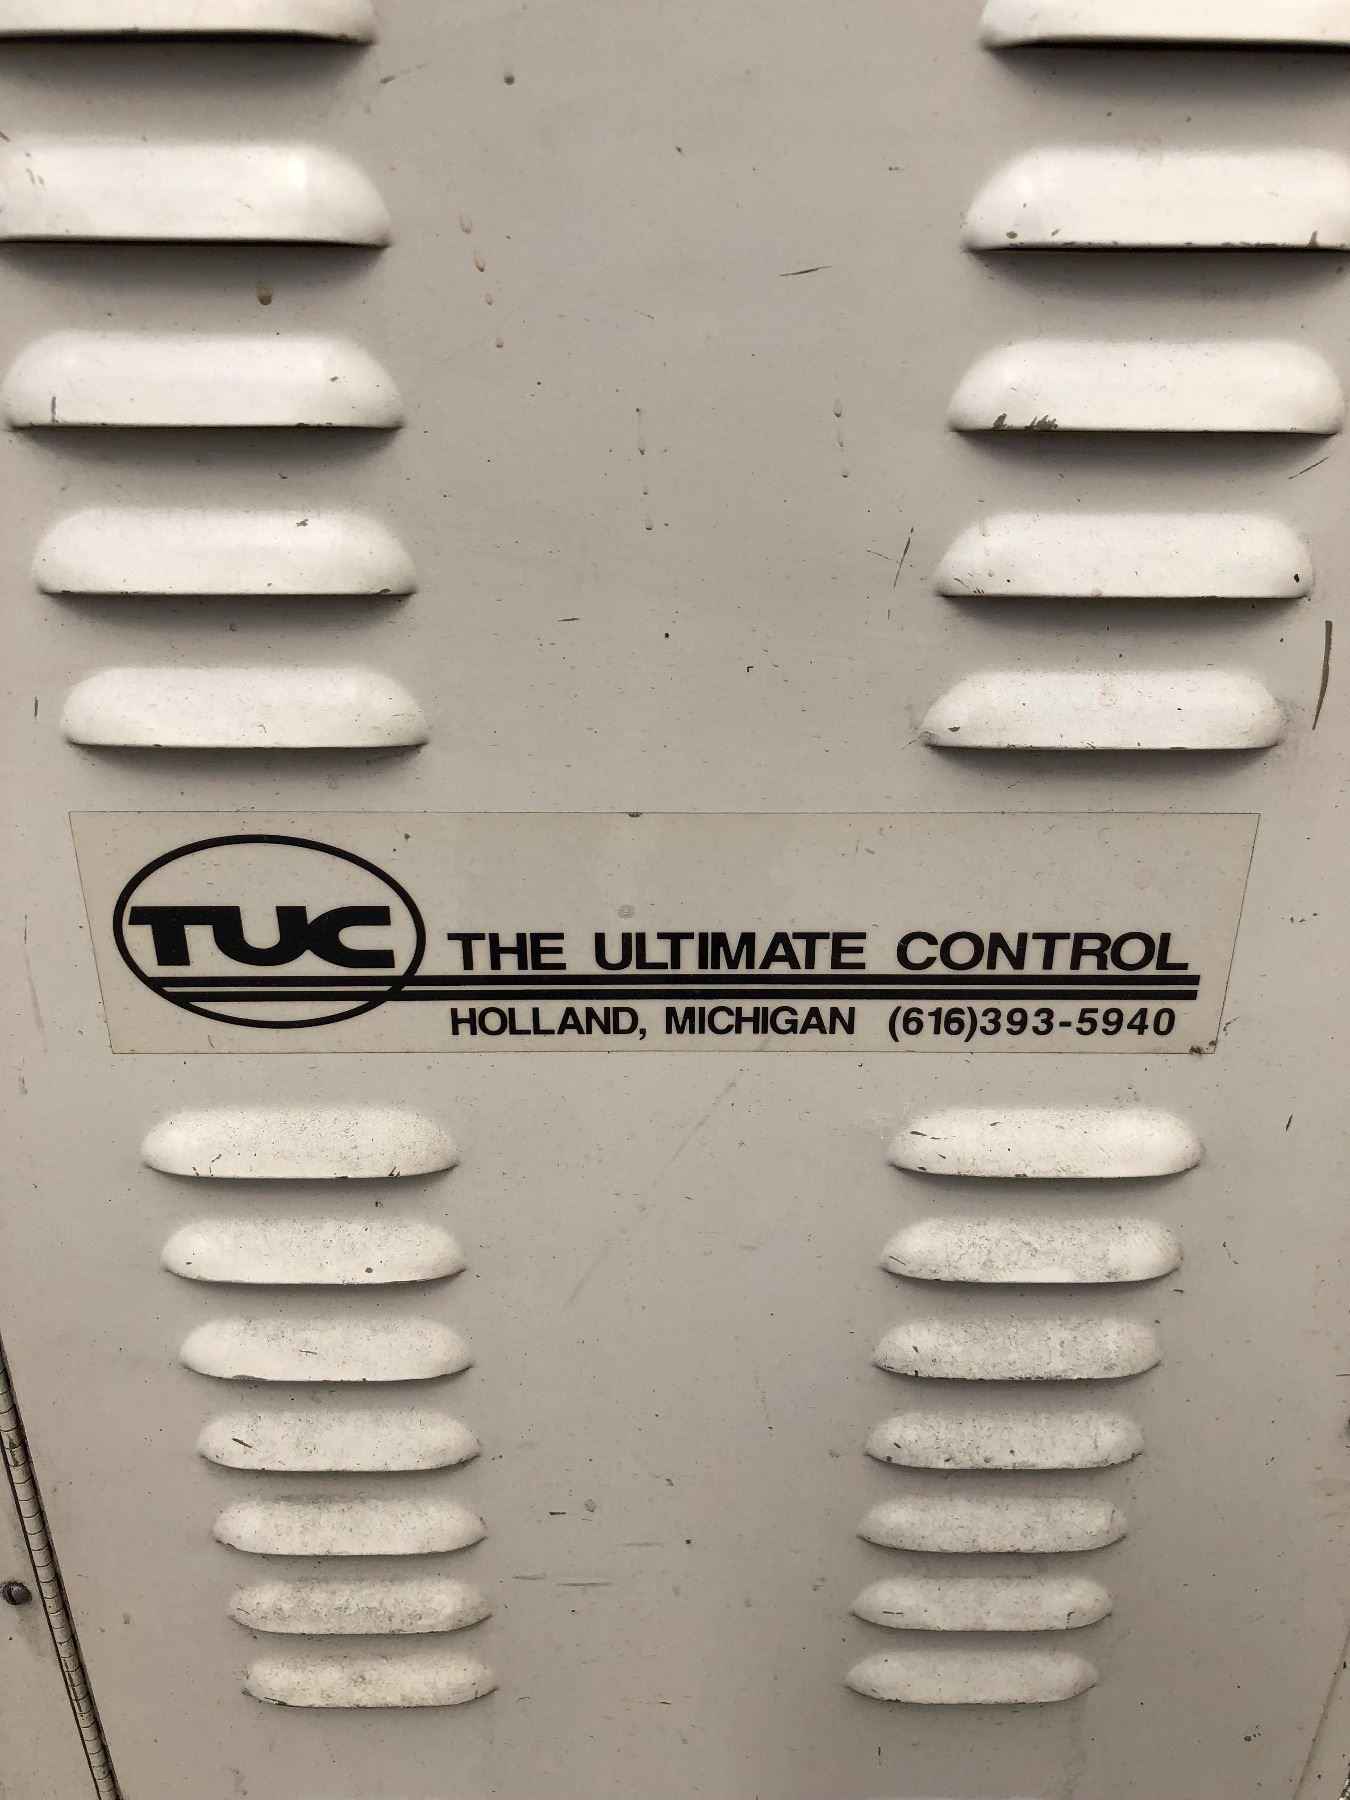 TUC
THE ULTIMATE CONTROL
HOLLAND, MICHIGAN (616)393-5940